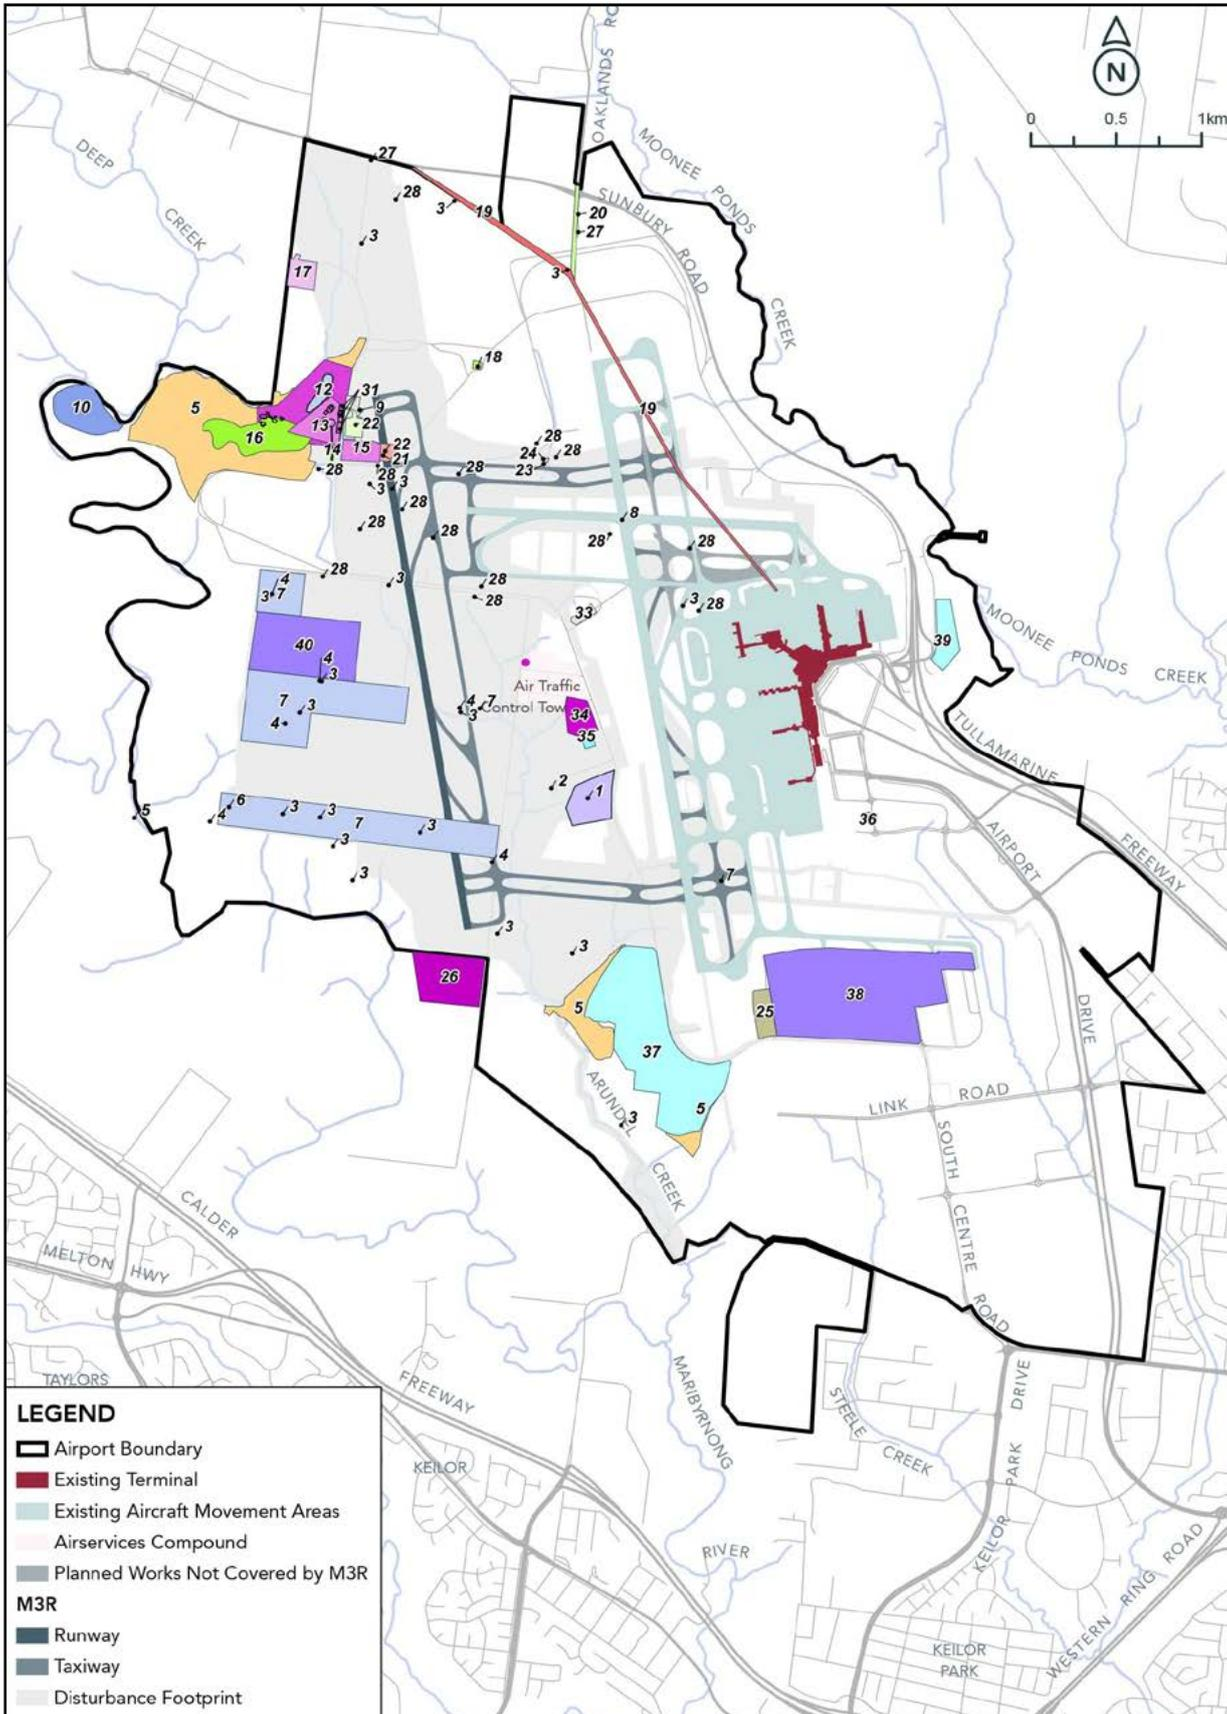 OAKLANDS RO
N
0 0.5 1km
MOONEE PONDS
CREEK
DEEP
CREEK
SUNBURY ROAD
27
28
3
19
20
27
3
3
17
18
12
31
9
10
5
16
13
22
14
15
22
21
28
28
3
3
28
24
28
23
28
19
28
28
28
8
28
28
4
3
7
28
3
28
28
33
3
28
39
MOONEE PONDS CREEK
40
4
3
7
3
4
Air Traffic
Control Tow
4
7
3
34
35
TULLAMARINE
FREEWAY
2
1
5
6
4
3
3
7
3
3
3
4
7
36
AIRPORT
DRIVE
3
3
26
5
37
25
38
5
ARUNDEL
CREEK
3
LINK ROAD
SOUTH
CENTRE
ROAD
CALDER
FREEWAY
MELTON HWY
TAYLORS
KEILOR
MARIBYRNONG
RIVER
STEELE CREEK
KEILOR PARK DRIVE
KEILOR
PARK
WESTERN RING ROAD
LEGEND
Airport Boundary
Existing Terminal
Existing Aircraft Movement Areas
Airservices Compound
Planned Works Not Covered by M3R
M3R
Runway
Taxiway
Disturbance Footprint